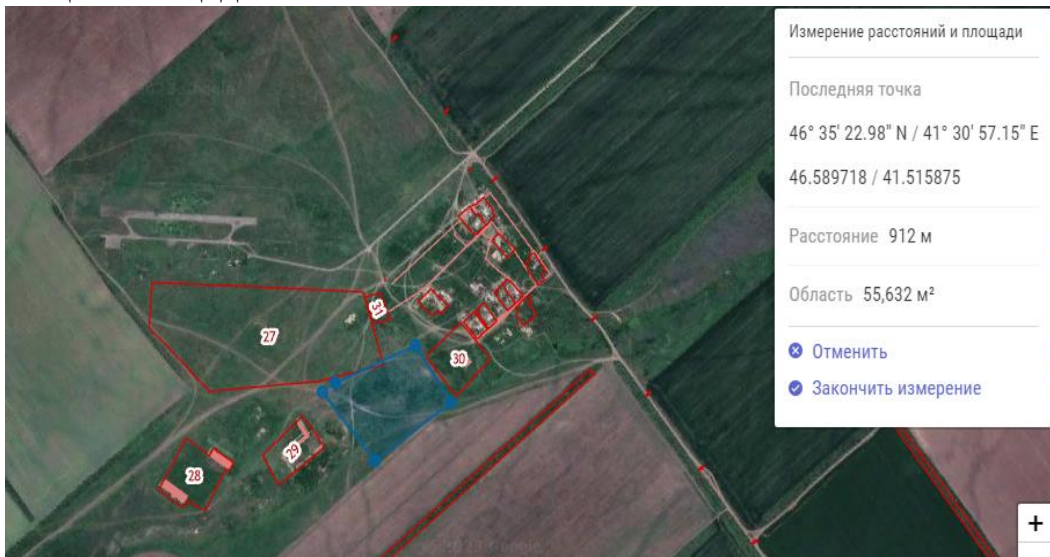 Измерение расстояний и площади
Последняя точка
46° 35' 22.98" N / 41° 30' 57.15" E
46.589718 / 41.515875
Расстояние 912 м
Область 55,632 м²
Отменить
Закончить измерение
31
27
30
29
28
+